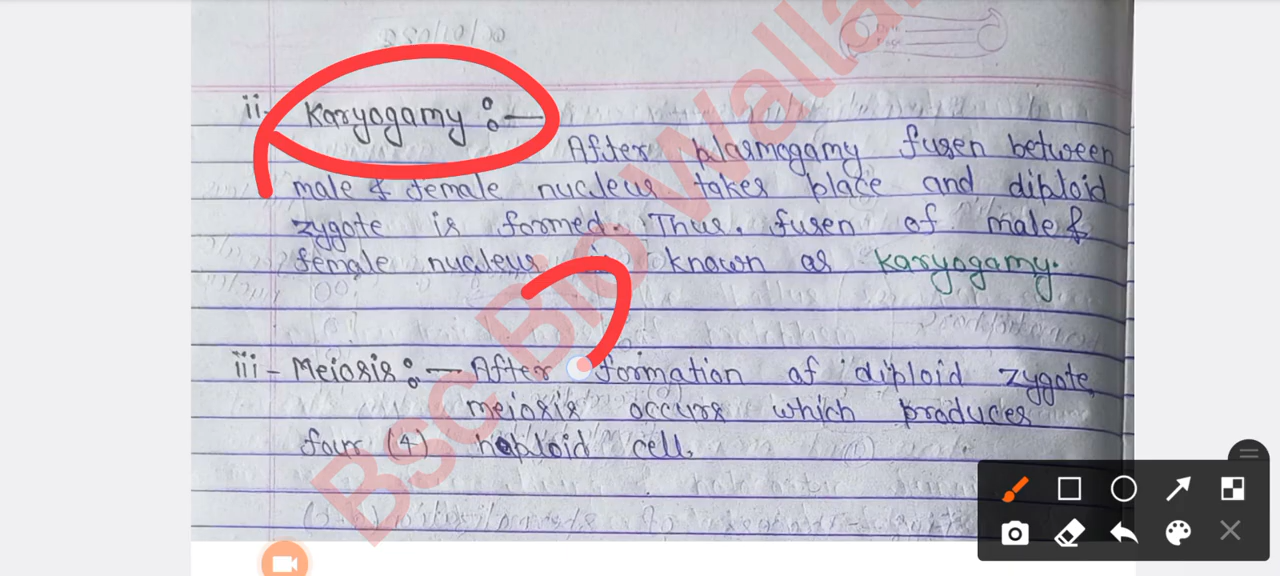 ii- Karyogamy :-
After plasmogamy fusen between
male & female nucleus takes place and diploid
zygote is formed. Thus, fusen of male &
female nucleus is known as Karyogamy.
iii- Meiosis :- After formation of diploid zygote
meiosis occurs which produces
four (4) haploid cell.
Bsc Bio Walla